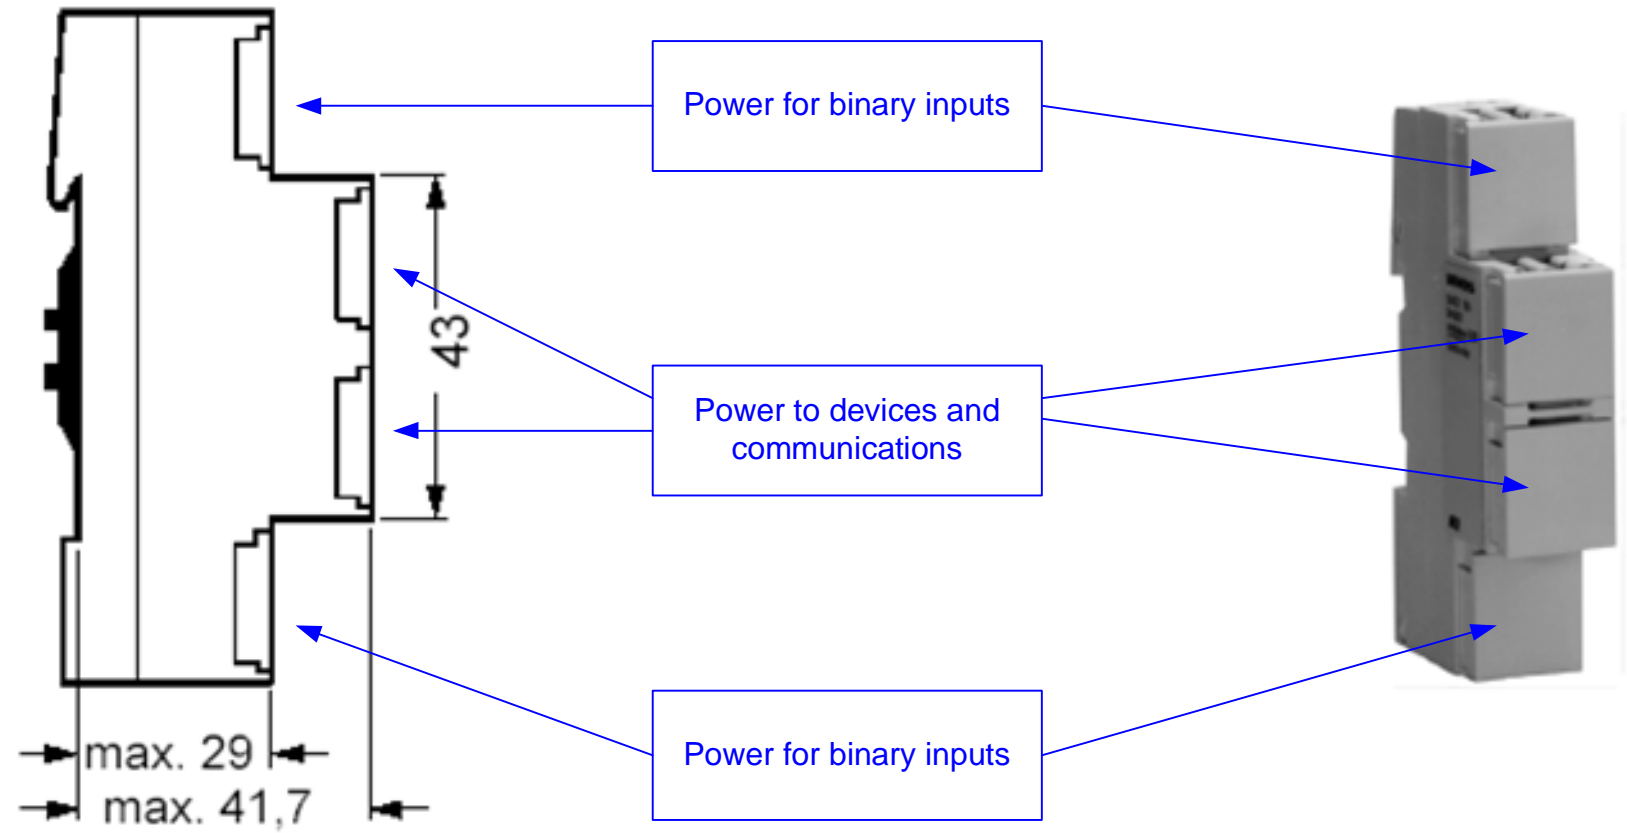 Power for binary inputs
43
Power to devices and
communications
SIEMENS
Power for binary inputs
max. 29
max. 41,7